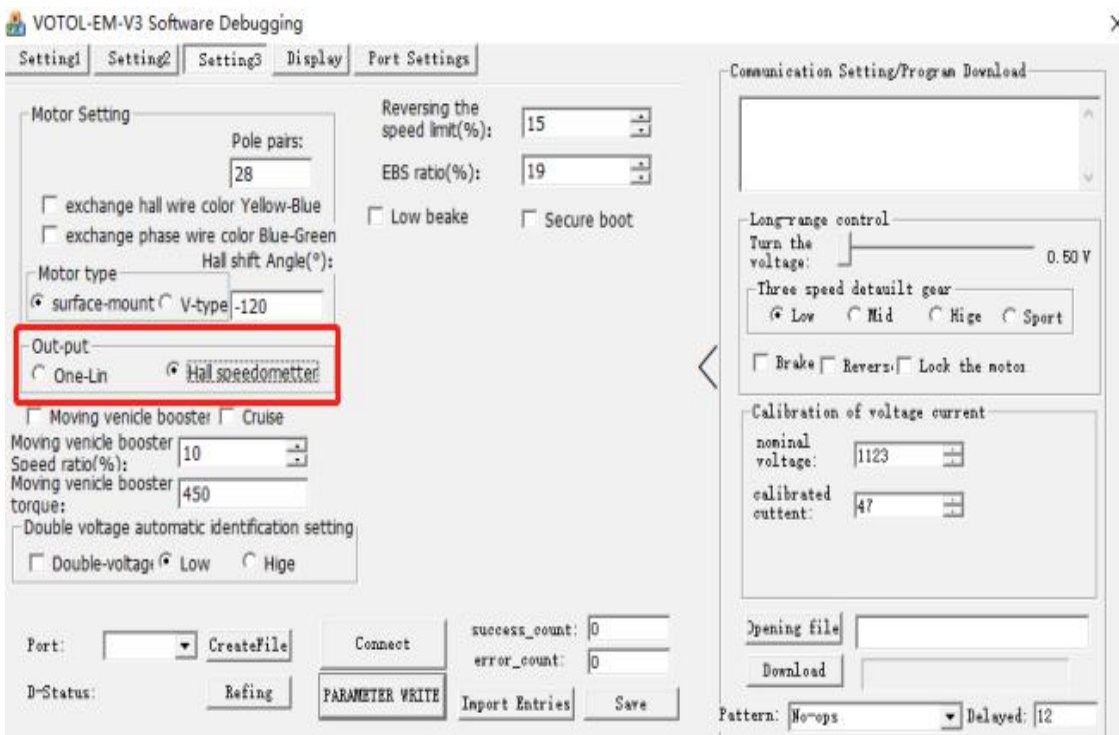 VOTOL-EM-V3 Software Debugging
Setting1 Setting2 Setting3 Display Port Settings
Motor Setting
Pole pairs:
28
exchange hall wire color Yellow-Blue
exchange phase wire color Blue-Green
Hall shift Angle(°):
Motor type
surface-mount V-type -120
Out-put
One-Lin Hall speedometter
Moving venicle booster Cruise
Moving venicle booster
Speed ratio(%): 10
Moving venicle booster
torque: 450
Double voltage automatic identification setting
Double-voltage Low Hige
Reversing the
speed limit(%): 15
EBS ratio(%): 19
Low beake Secure boot
Port: CreateFile Connect
D-Status: Refing PARAMETER WRITE
success_count: 0
error_count: 0
Import Entries Save
Communication Setting/Program Download
Long-range control
Turn the
voltage: 0.50 V
Three speed detauilt gear
Low Mid Hige Sport
Brake Revers Lock the motor
Calibration of voltage current
nominal
voltage: 1123
calibrated
cuttent: 47
Opening file
Download
Pattern: No-ops Delayed: 12